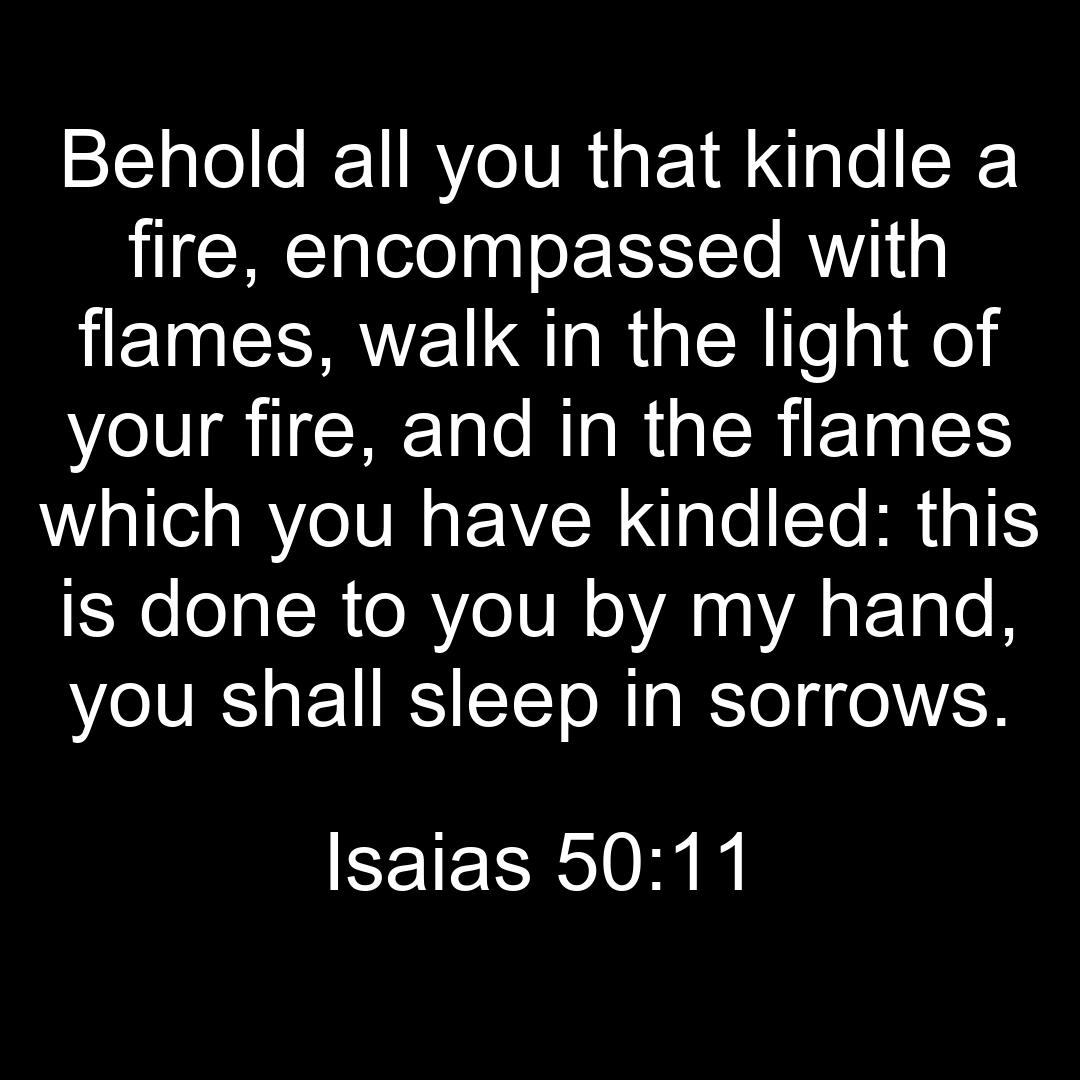 Behold all you that kindle a
fire, encompassed with
flames, walk in the light of
your fire, and in the flames
which you have kindled: this
is done to you by my hand,
you shall sleep in sorrows.
Isaias 50:11